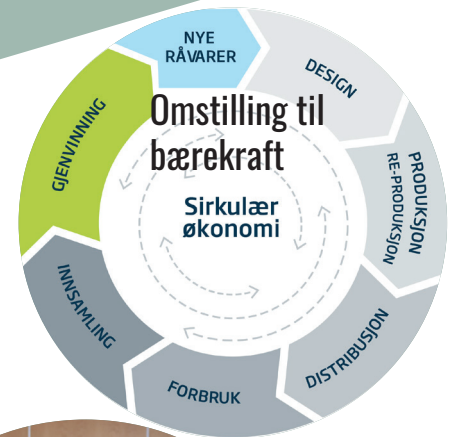 NYE
RÅVARER
DESIGN
PRODUKSJON
RE-PRODUKSJON
DISTRIBUSJON
FORBRUK
INNSAMLING
GJENVINNING
Omstilling til
bærekraft
Sirkulær
økonomi